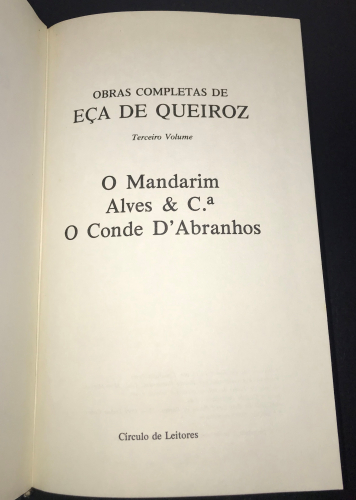 OBRAS COMPLETAS DE
EÇA DE QUEIROZ
Terceiro Volume
O Mandarim
Alves & C.ª
O Conde D'Abranhos
Círculo de Leitores